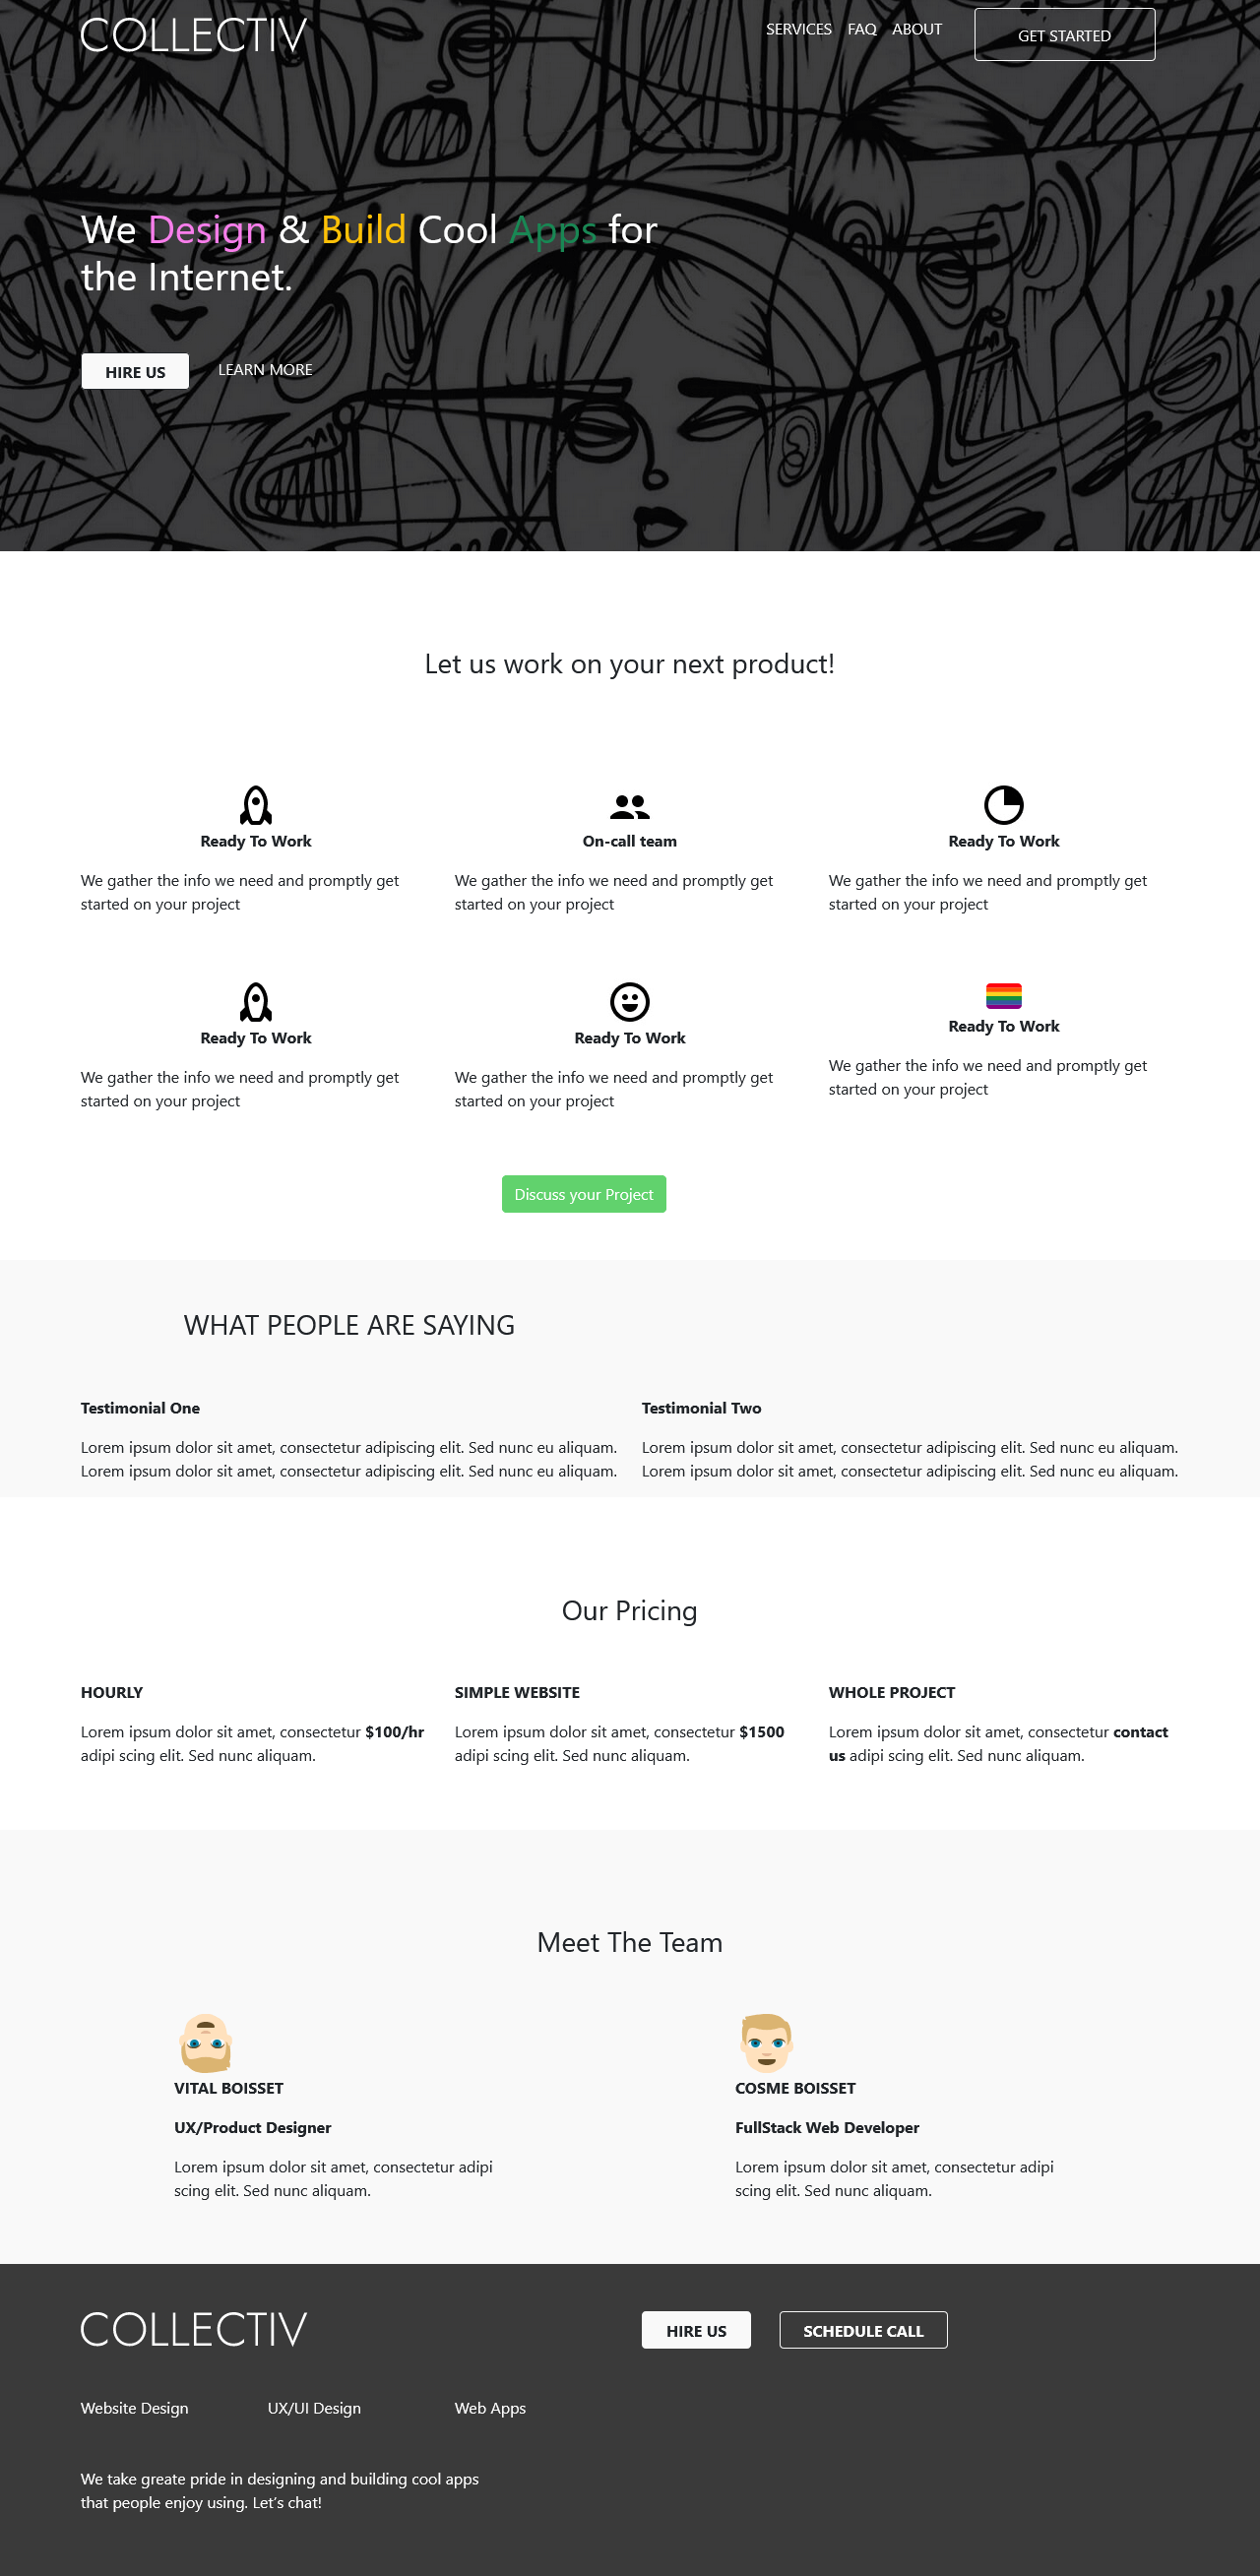 COLLECTIV
SERVICES FAQ ABOUT GET STARTED
We Design & Build Cool Apps for
the Internet.
HIRE US LEARN MORE
Let us work on your next product!
Ready To Work
We gather the info we need and promptly get
started on your project
On-call team
We gather the info we need and promptly get
started on your project
Ready To Work
We gather the info we need and promptly get
started on your project
Ready To Work
We gather the info we need and promptly get
started on your project
Ready To Work
We gather the info we need and promptly get
started on your project
Ready To Work
We gather the info we need and promptly get
started on your project
Discuss your Project
WHAT PEOPLE ARE SAYING
Testimonial One
Lorem ipsum dolor sit amet, consectetur adipiscing elit. Sed nunc eu aliquam.
Lorem ipsum dolor sit amet, consectetur adipiscing elit. Sed nunc eu aliquam.
Testimonial Two
Lorem ipsum dolor sit amet, consectetur adipiscing elit. Sed nunc eu aliquam.
Lorem ipsum dolor sit amet, consectetur adipiscing elit. Sed nunc eu aliquam.
Our Pricing
HOURLY
Lorem ipsum dolor sit amet, consectetur $100/hr
adipi scing elit. Sed nunc aliquam.
SIMPLE WEBSITE
Lorem ipsum dolor sit amet, consectetur $1500
adipi scing elit. Sed nunc aliquam.
WHOLE PROJECT
Lorem ipsum dolor sit amet, consectetur contact
us adipi scing elit. Sed nunc aliquam.
Meet The Team
VITAL BOISSET
UX/Product Designer
Lorem ipsum dolor sit amet, consectetur adipi
scing elit. Sed nunc aliquam.
COSME BOISSET
FullStack Web Developer
Lorem ipsum dolor sit amet, consectetur adipi
scing elit. Sed nunc aliquam.
COLLECTIV
HIRE US SCHEDULE CALL
Website Design UX/UI Design Web Apps
We take greate pride in designing and building cool apps
that people enjoy using. Let’s chat!